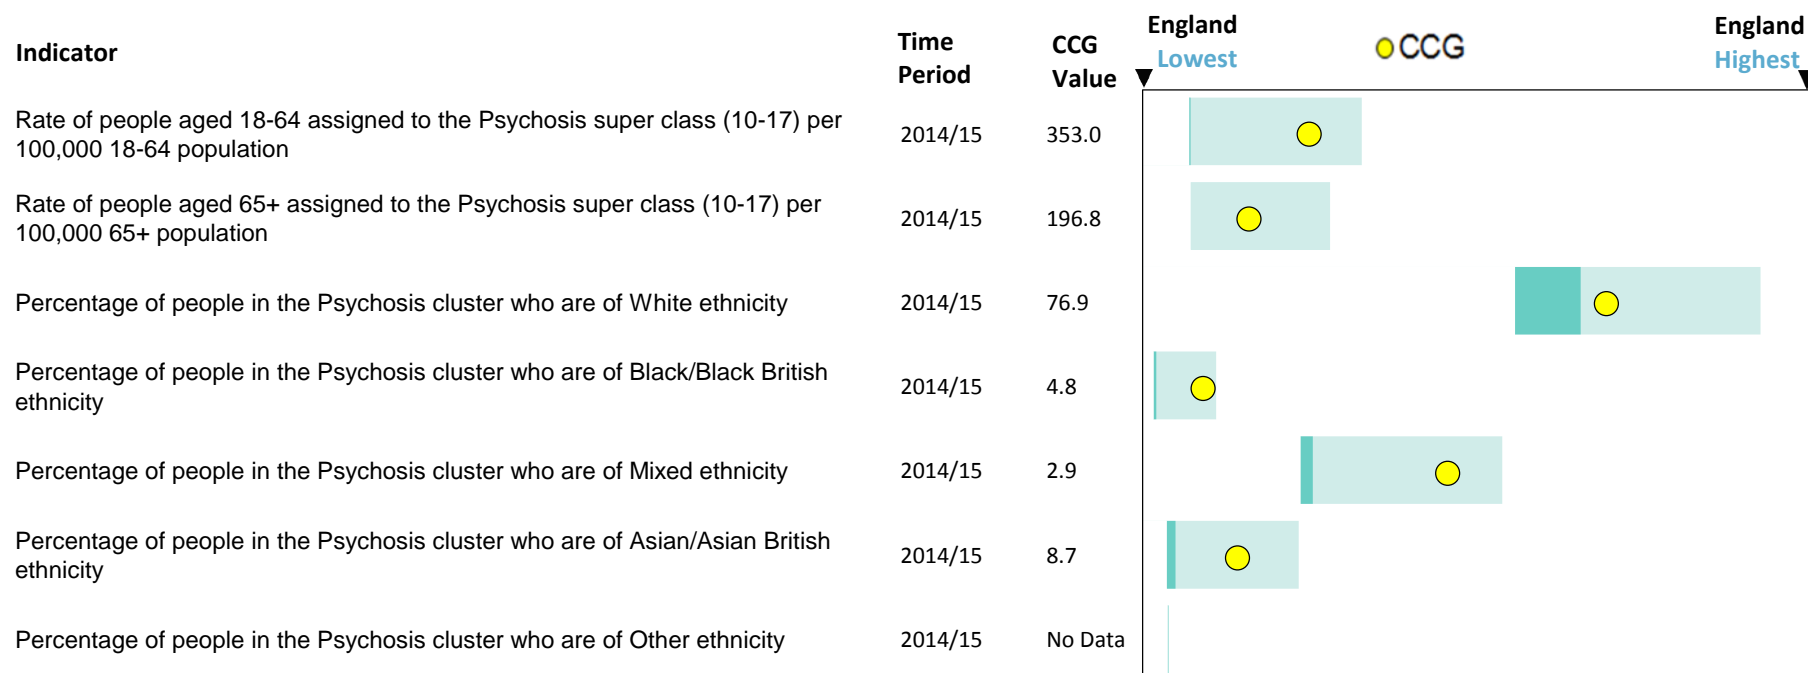 Indicator
Time Period
CCG Value
England Lowest
CCG
England Highest
Rate of people aged 18-64 assigned to the Psychosis super class (10-17) per
100,000 18-64 population
2014/15
353.0
Rate of people aged 65+ assigned to the Psychosis super class (10-17) per
100,000 65+ population
2014/15
196.8
Percentage of people in the Psychosis cluster who are of White ethnicity
2014/15
76.9
Percentage of people in the Psychosis cluster who are of Black/Black British
ethnicity
2014/15
4.8
Percentage of people in the Psychosis cluster who are of Mixed ethnicity
2014/15
2.9
Percentage of people in the Psychosis cluster who are of Asian/Asian British
ethnicity
2014/15
8.7
Percentage of people in the Psychosis cluster who are of Other ethnicity
2014/15
No Data